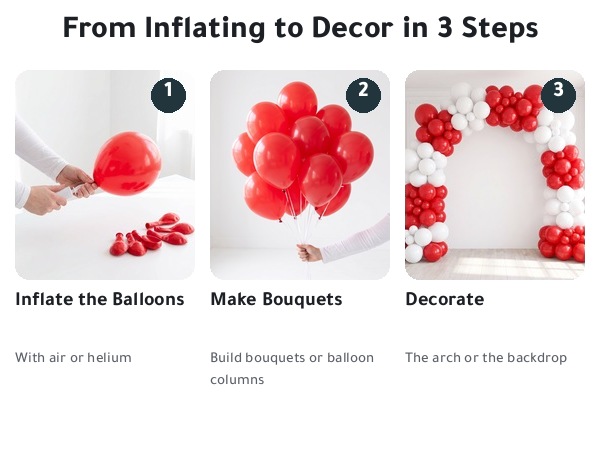 From Inflating to Decor in 3 Steps
1
2
3
Inflate the Balloons
Make Bouquets
Decorate
With air or helium
Build bouquets or balloon
columns
The arch or the backdrop